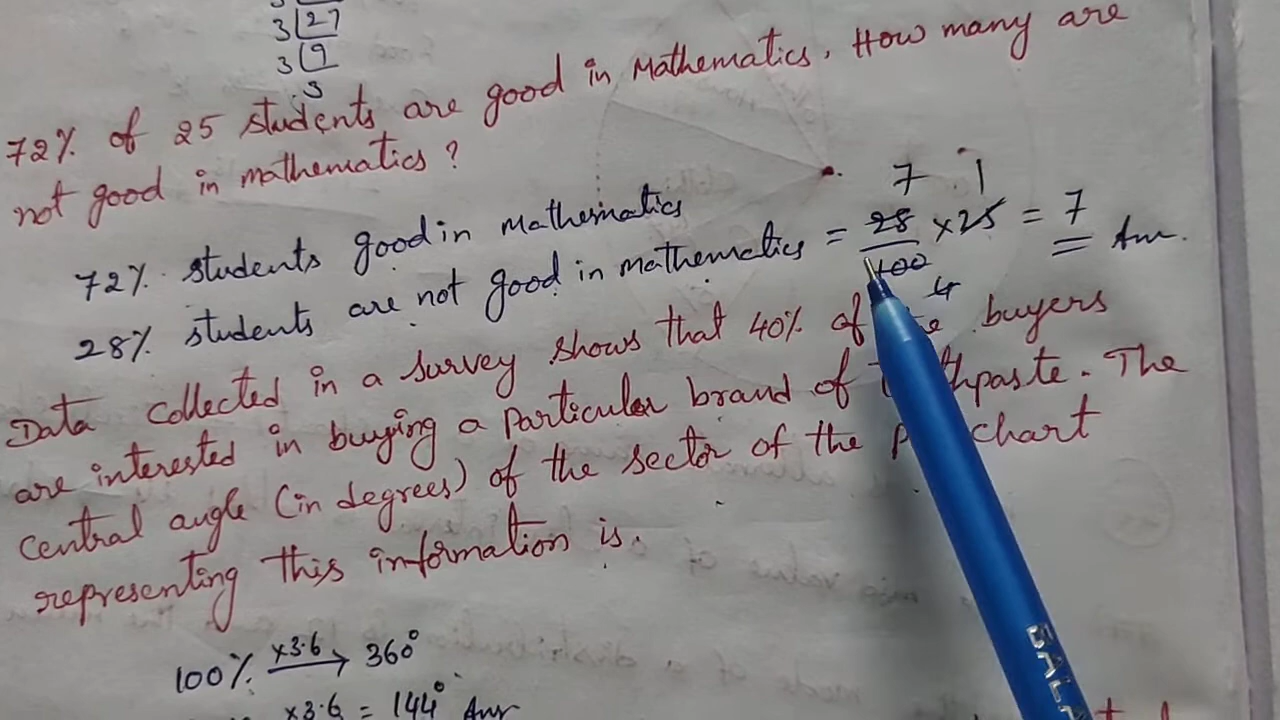 3 27
3 9
3
72% of 25 students are good in Mathematics. How many are
not good in mathematics?
72% students good in Mathematics
28% students are not good in mathematics = 28/100 × 25 = 7 Ans.
7 1
4
Data collected in a survey shows that 40% of the buyers
are interested in buying a particular brand of toothpaste. The
central angle (in degrees) of the sector of the pie chart
representing this information is.
100% ×3.6 → 360°
×3.6 = 144° Ans